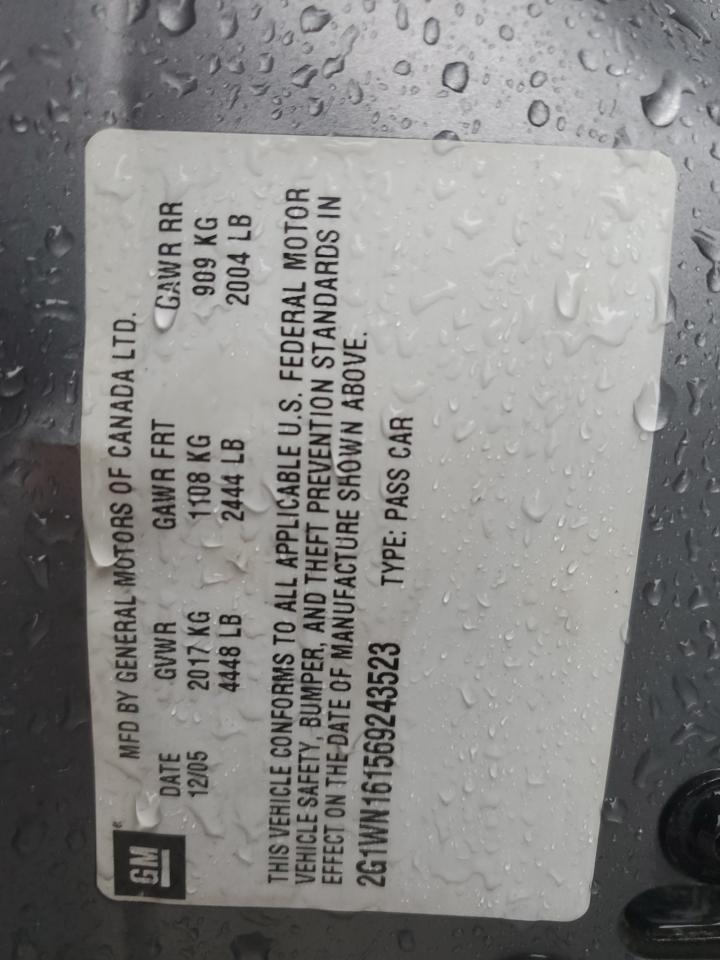 GM®
MFD BY GENERAL MOTORS OF CANADA LTD.
DATE GVWR GAWR FRT GAWR RR
12/05 2017 KG 1108 KG 909 KG
4448 LB 2444 LB 2004 LB
THIS VEHICLE CONFORMS TO ALL APPLICABLE U.S. FEDERAL MOTOR
VEHICLE SAFETY, BUMPER, AND THEFT PREVENTION STANDARDS IN
EFFECT ON THE DATE OF MANUFACTURE SHOWN ABOVE.
2G1WN161569243523 TYPE: PASS CAR